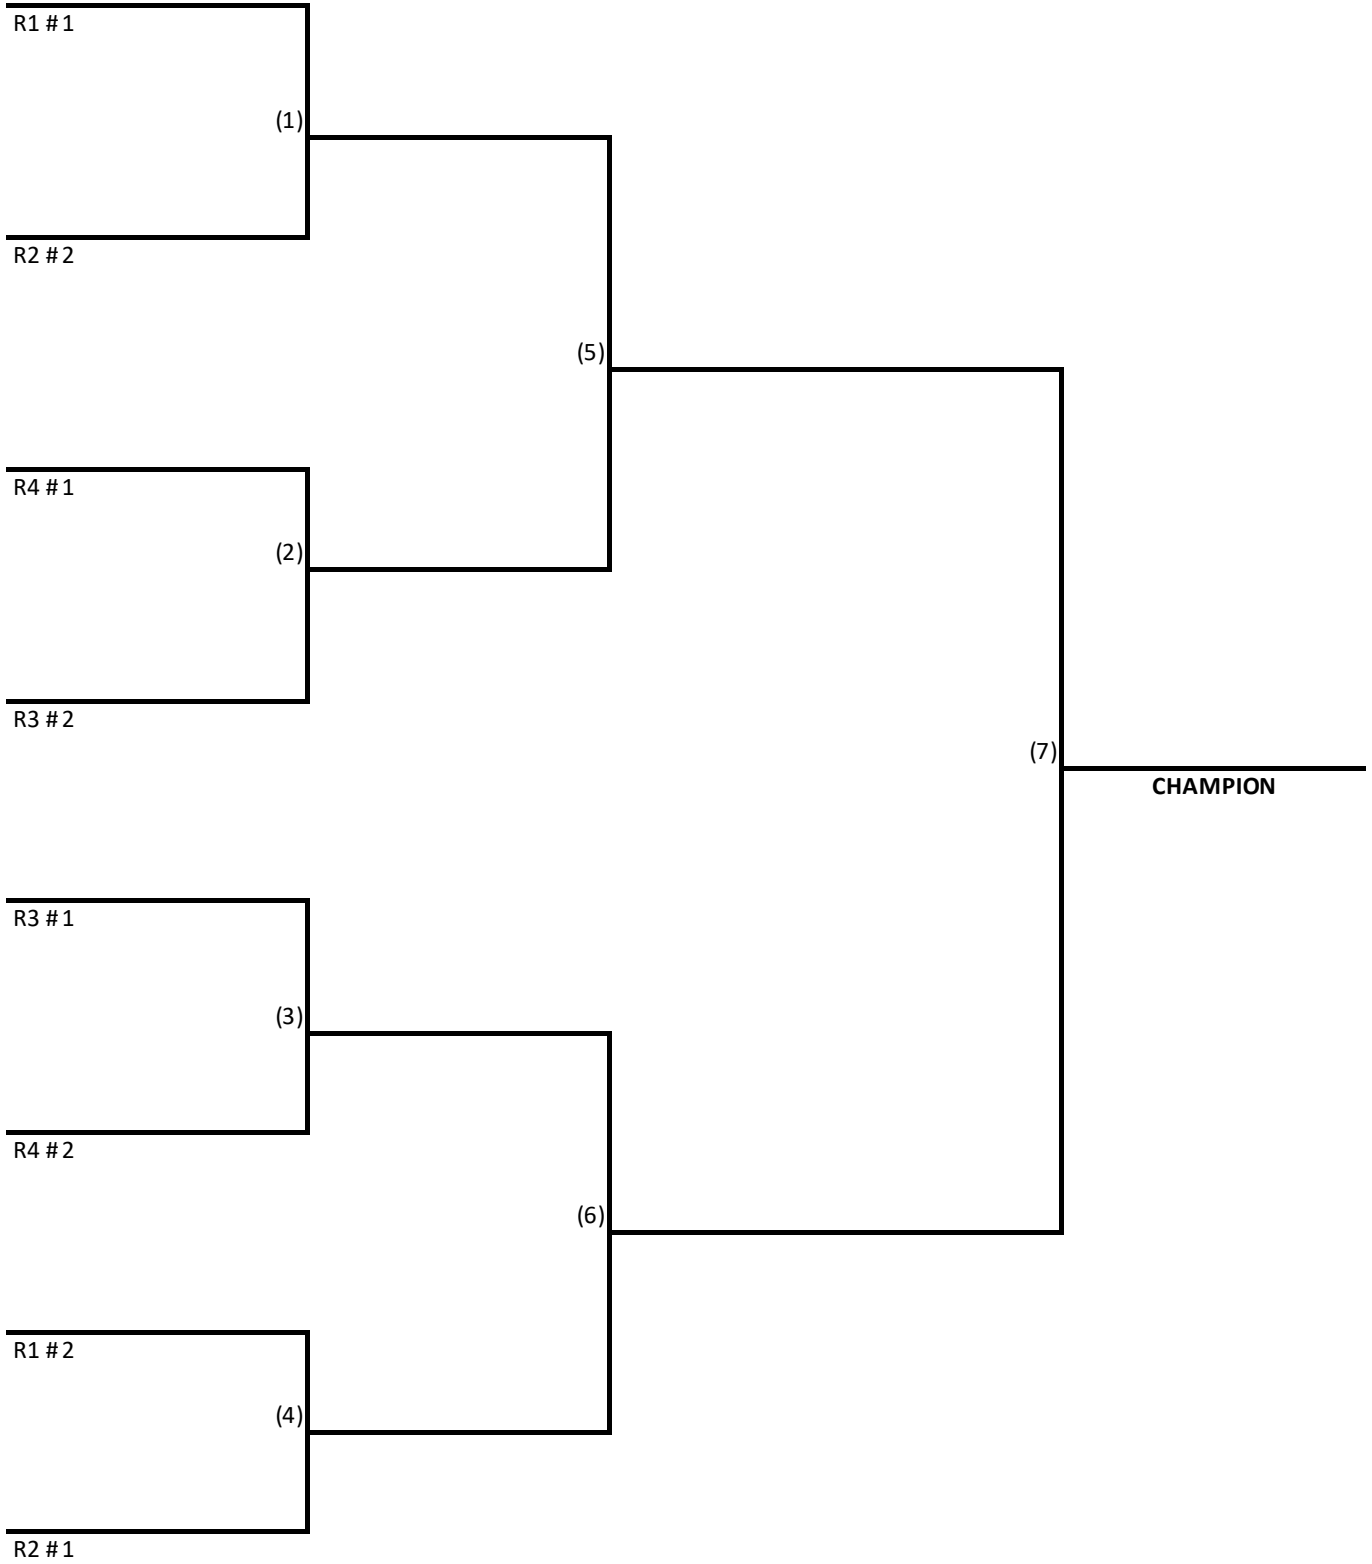 R1 #1
(1)
R2 #2
(5)
R4 #1
(2)
R3 #2
(7)
CHAMPION
R3 #1
(3)
R4 #2
(6)
R1 #2
(4)
R2 #1